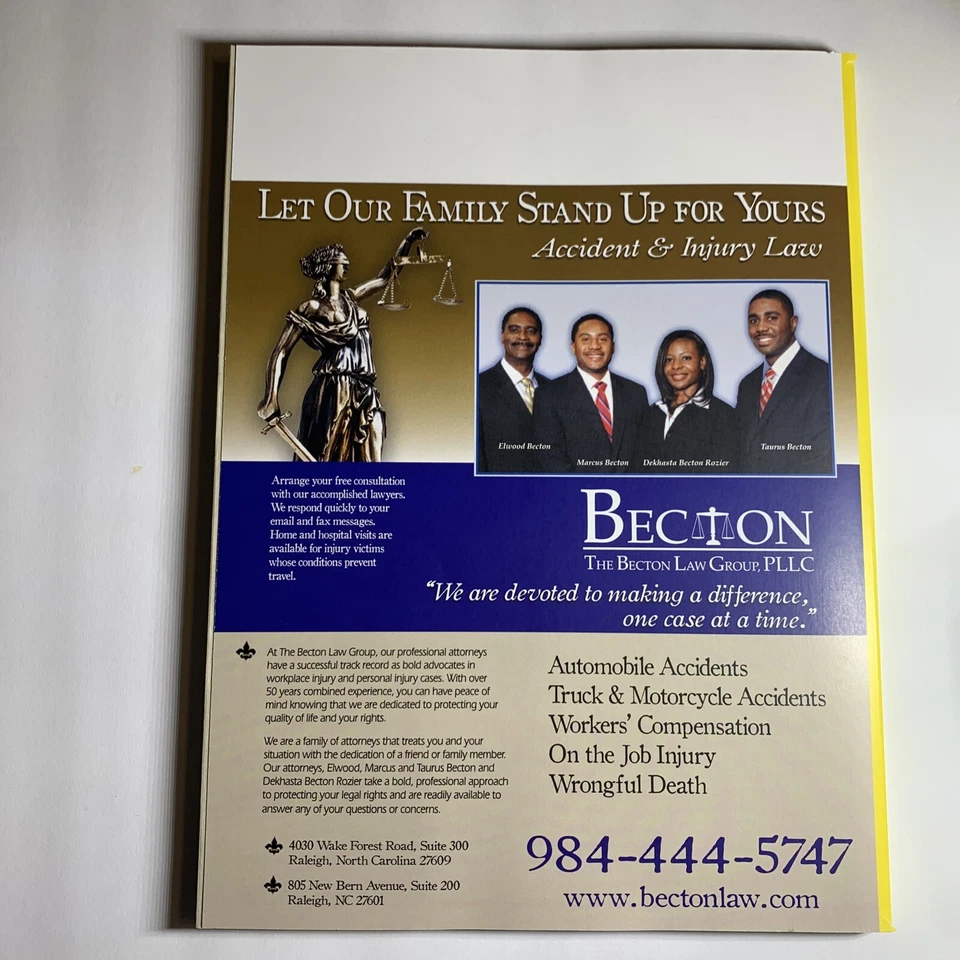 LET OUR FAMILY STAND UP FOR YOURS
Accident & Injury Law
Elwood Becton
Marcus Becton
Dekhasta Becton Rozier
Taurus Becton
Arrange your free consultation
with our accomplished lawyers.
We respond quickly to your
email and fax messages.
Home and hospital visits are
available for injury victims
whose conditions prevent
travel.
BECTON
THE BECTON LAW GROUP, PLLC
“We are devoted to making a difference,
one case at a time.”
At The Becton Law Group, our professional attorneys
have a successful track record as bold advocates in
workplace injury and personal injury cases. With over
50 years combined experience, you can have peace of
mind knowing that we are dedicated to protecting your
quality of life and your rights.
We are a family of attorneys that treats you and your
situation with the dedication of a friend or family member.
Our attorneys, Elwood, Marcus and Taurus Becton and
Dekhasta Becton Rozier take a bold, professional approach
to protecting your legal rights and are readily available to
answer any of your questions or concerns.
4030 Wake Forest Road, Suite 300
Raleigh, North Carolina 27609
805 New Bern Avenue, Suite 200
Raleigh, NC 27601
Automobile Accidents
Truck & Motorcycle Accidents
Workers’ Compensation
On the Job Injury
Wrongful Death
984-444-5747
www.bectonlaw.com